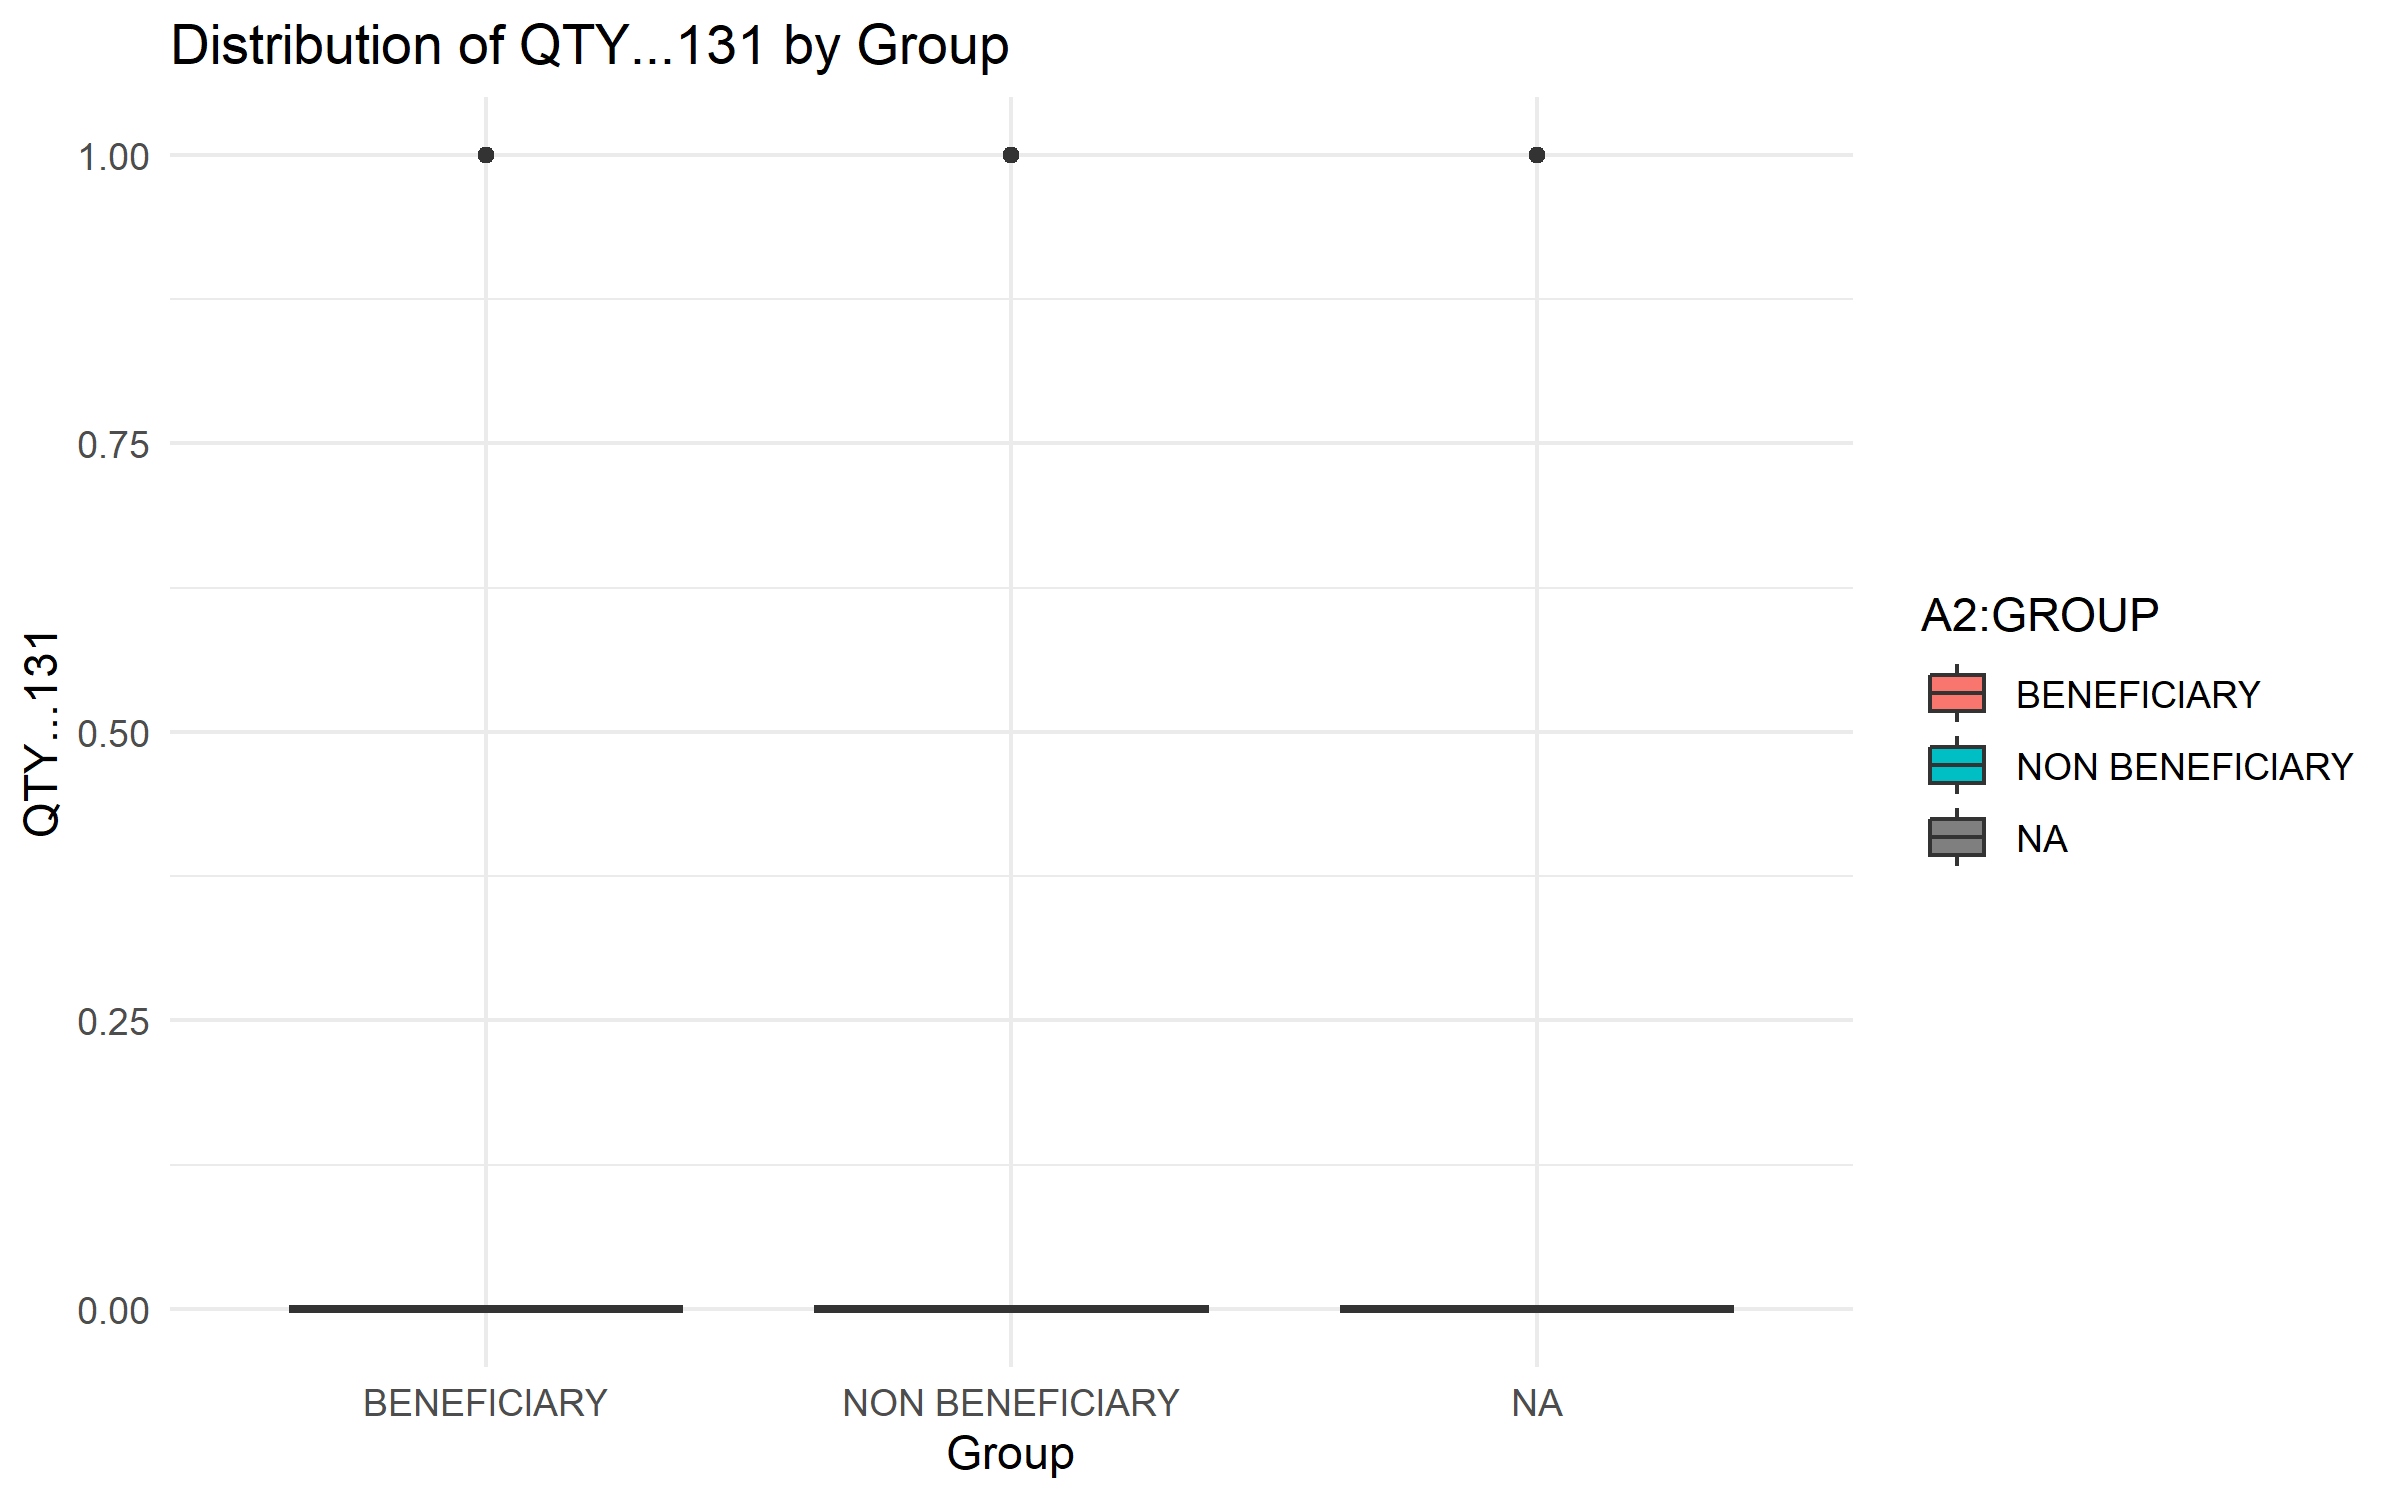 Distribution of QTY...131 by Group
1.00
0.75
0.50
0.25
0.00
QTY...131
BENEFICIARY
NON BENEFICIARY
NA
Group
A2:GROUP
BENEFICIARY
NON BENEFICIARY
NA